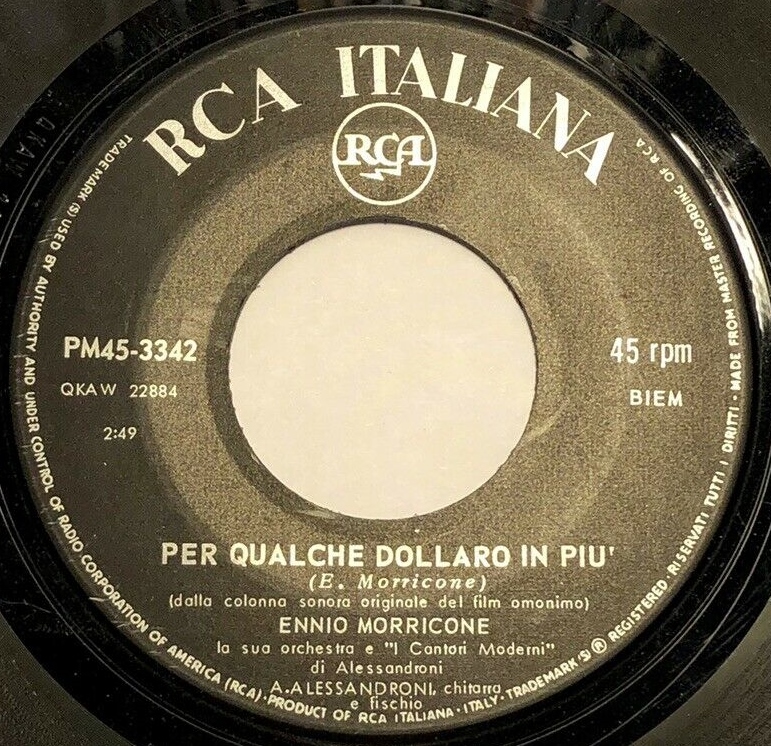 RCA ITALIANA
RCA
PM45-3342
QKAW 22884
2:49
45 rpm
BIEM
PER QUALCHE DOLLARO IN PIU'
(E. Morricone)
(dalla colonna sonora originale del film omonimo)
ENNIO MORRICONE
la sua orchestra e "I Cantori Moderni"
di Alessandroni
A.ALESSANDRONI, chitarra
e fischio
TRADEMARK (S) USED BY AUTHORITY AND UNDER CONTROL OF RADIO CORPORATION OF AMERICA (RCA)·PRODUCT OF RCA ITALIANA·ITALY·TRADEMARK(S) ® REGISTERED·RISERVATI TUTTI I DIRITTI·MADE FROM MASTER RECORDING OF RCA